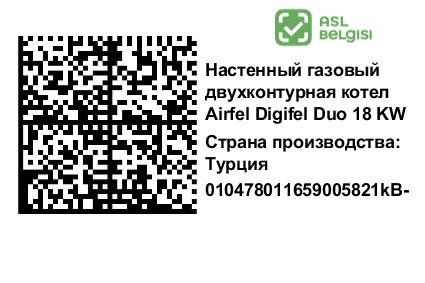 ASL
BELGISI
Настенный газовый
двухконтурная котел
Airfel Digifel Duo 18 KW
Страна производства:
Турция
010478011659005821kB-